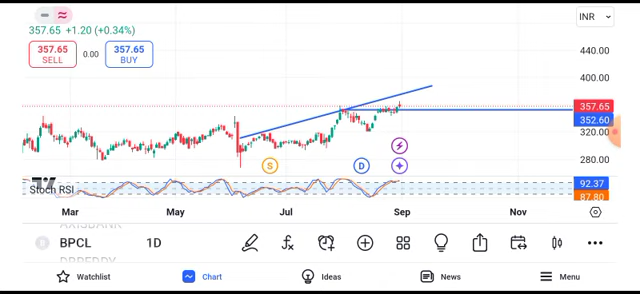 357.65 +1.20 (+0.34%)
INR
357.65
SELL
0.00
357.65
BUY
440.00
400.00
357.65
352.60
320.00
280.00
S
D
Stoch RSI
92.37
87.80
Mar
May
Jul
Sep
Nov
BPCL
1D
Watchlist
Chart
Ideas
News
Menu